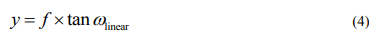 y = f × tan ω_linear (4)